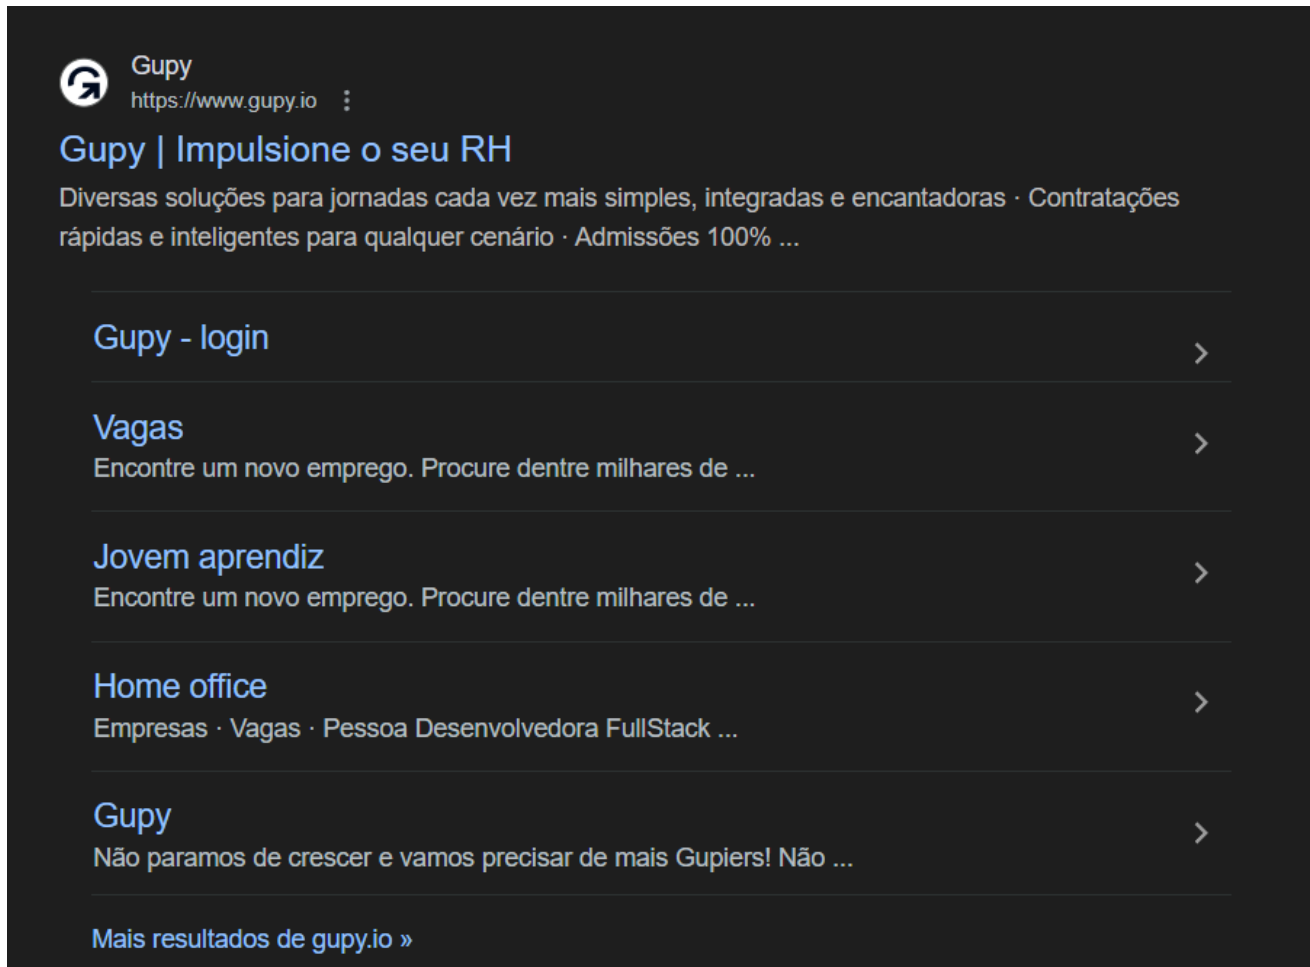 Gupy
https://www.gupy.io
Gupy | Impulsione o seu RH
Diversas soluções para jornadas cada vez mais simples, integradas e encantadoras · Contratações
rápidas e inteligentes para qualquer cenário · Admissões 100% ...
Gupy - login
Vagas
Encontre um novo emprego. Procure dentre milhares de ...
Jovem aprendiz
Encontre um novo emprego. Procure dentre milhares de ...
Home office
Empresas · Vagas · Pessoa Desenvolvedora FullStack ...
Gupy
Não paramos de crescer e vamos precisar de mais Gupiers! Não ...
Mais resultados de gupy.io »